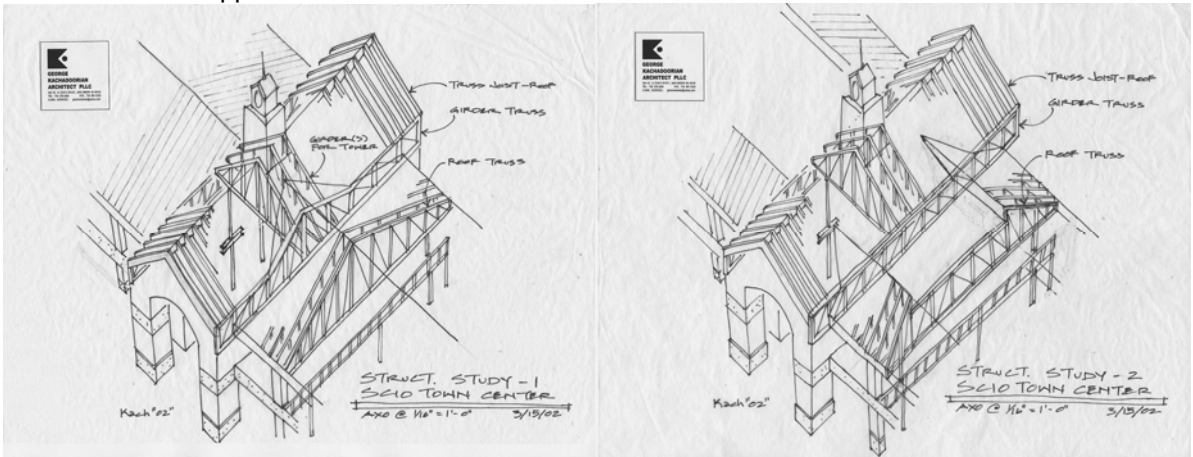 GEORGE
KACHADOORIAN
ARCHITECT PLLC
TRUSS JOIST-ROOF
GIRDER TRUSS
GIRDER(S)
FOR TOWER
ROOF TRUSS
STRUCT. STUDY - 1
SCIO TOWN CENTER
AXO @ 1/16" = 1'-0" 3/15/02
Kach "02"
GEORGE
KACHADOORIAN
ARCHITECT PLLC
TRUSS JOIST-ROOF
GIRDER TRUSS
ROOF TRUSS
STRUCT. STUDY - 2
SCIO TOWN CENTER
AXO @ 1/16" = 1'-0" 3/15/02
Kach "02"